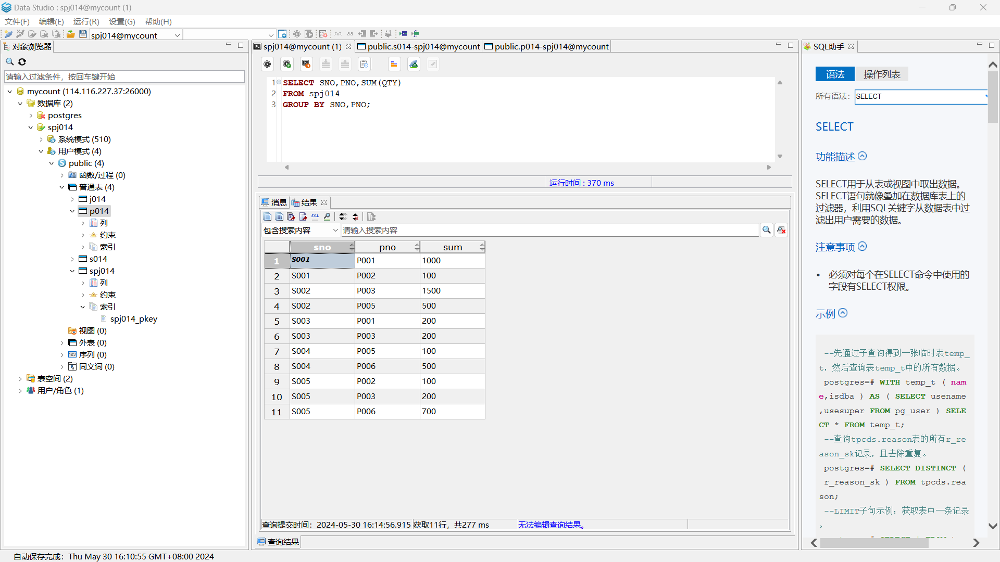 Data Studio : spj014@mycount (1)
文件(F) 编辑(E) 运行(R) 设置(G) 帮助(H)
spj014@mycount
AA aa
对象浏览器
请输入过滤条件，按回车键开始
mycount (114.116.227.37:26000)
数据库 (2)
postgres
spj014
系统模式 (510)
用户模式 (4)
public (4)
函数/过程 (0)
普通表 (4)
j014
p014
列
约束
索引
s014
spj014
列
约束
索引
spj014_pkey
视图 (0)
外表 (0)
序列 (0)
同义词 (0)
表空间 (2)
用户/角色 (1)
spj014@mycount (1) public.s014-spj014@mycount public.p014-spj014@mycount
1 SELECT SNO,PNO,SUM(QTY)
2 FROM spj014
3 GROUP BY SNO,PNO;
运行时间 : 370 ms
消息 结果
SQL
包含搜索内容 请输入搜索内容
sno pno sum
1 S001 P001 1000
2 S001 P002 100
3 S002 P003 1500
4 S002 P005 500
5 S003 P001 200
6 S003 P003 200
7 S004 P005 100
8 S004 P006 500
9 S005 P002 100
10 S005 P003 200
11 S005 P006 700
查询提交时间：2024-05-30 16:14:56.915 获取11行，共277 ms 无法编辑查询结果。
查询结果
SQL助手
语法 操作列表
所有语法: SELECT
SELECT
功能描述
SELECT用于从表或视图中取出数据。
SELECT语句就像叠加在数据库表上的
过滤器，利用SQL关键字从数据表中过
滤出用户需要的数据。
注意事项
• 必须对每个在SELECT命令中使用的
字段有SELECT权限。
示例
--先通过子查询得到一张临时表temp_
t，然后查询表temp_t中的所有数据。
postgres=# WITH temp_t ( nam
e,isdba ) AS ( SELECT usename
,usesuper FROM pg_user ) SELE
CT * FROM temp_t;
--查询tpcds.reason表的所有r_re
ason_sk记录，且去除重复。
postgres=# SELECT DISTINCT (
r_reason_sk ) FROM tpcds.rea
son;
--LIMIT子句示例：获取表中一条记录
。
自动保存完成：Thu May 30 16:10:55 GMT+08:00 2024